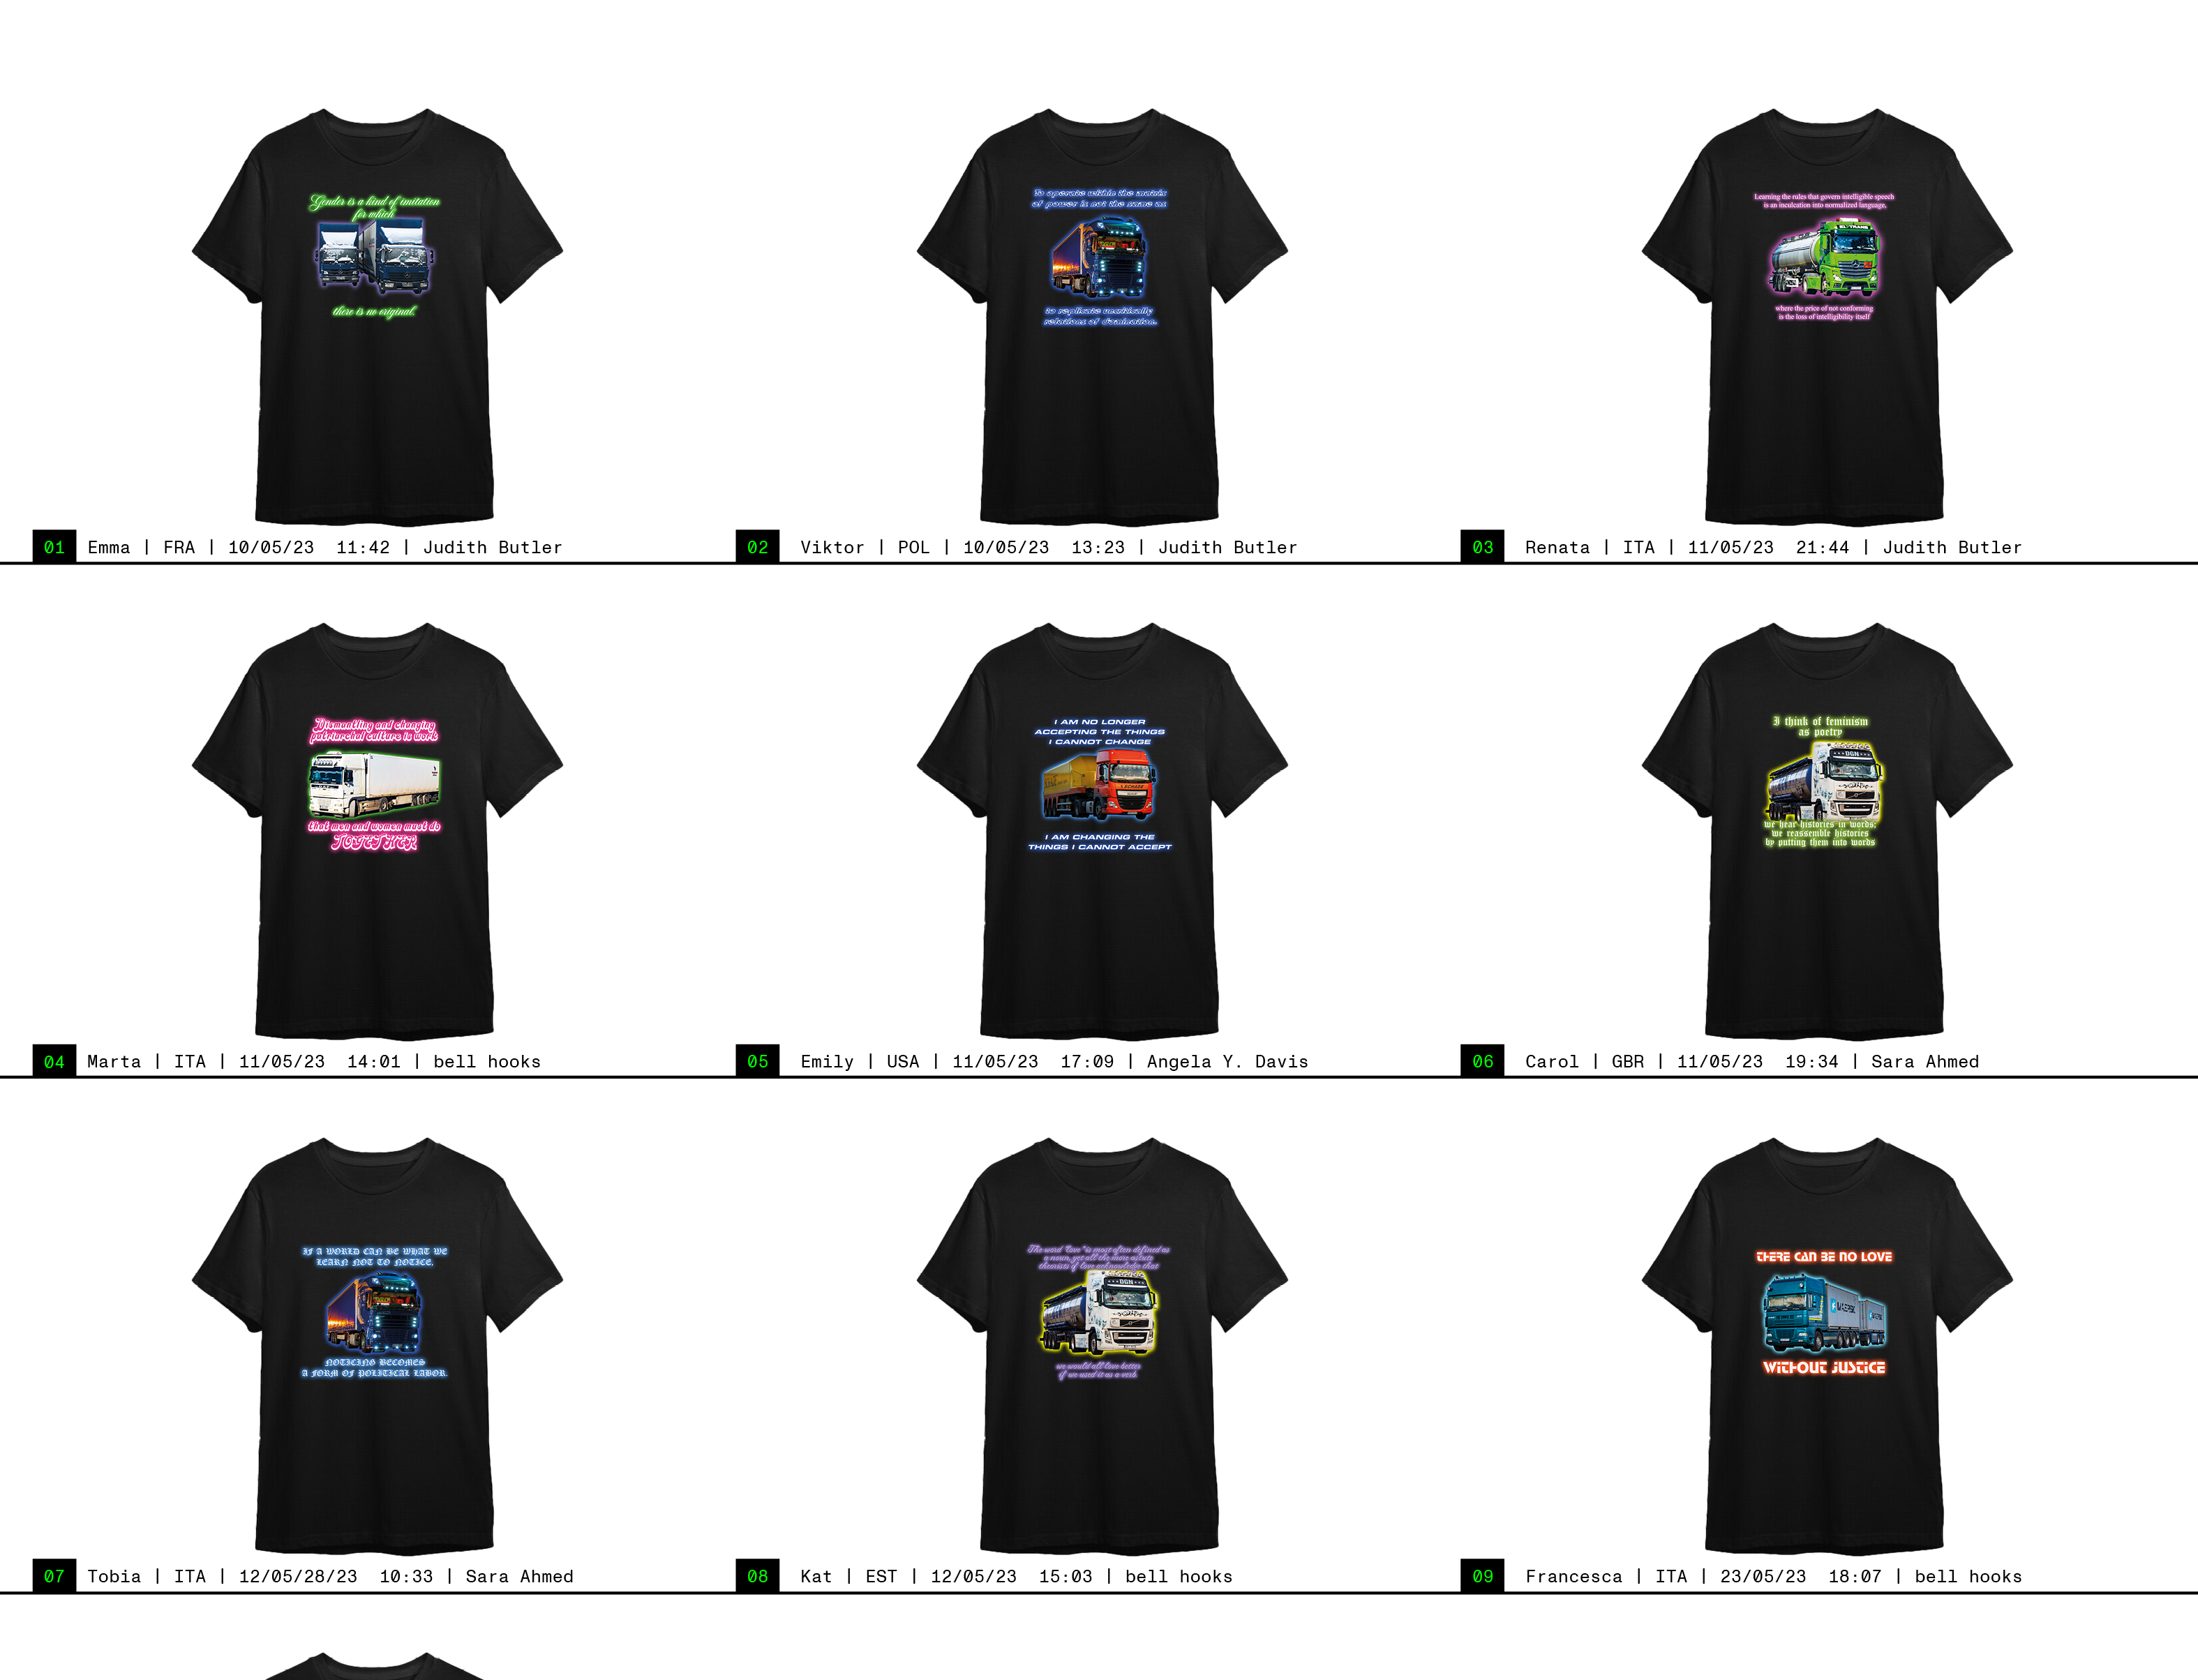 Gender is a kind of imitation
for which
there is no original.
01 Emma | FRA | 10/05/23 11:42 | Judith Butler
To operate within the matrix
of power is not the same as
to replicate uncritically
relations of domination.
02 Viktor | POL | 10/05/23 13:23 | Judith Butler
Learning the rules that govern intelligible speech
is an inculcation into normalized language,
where the price of not conforming
is the loss of intelligibility itself
03 Renata | ITA | 11/05/23 21:44 | Judith Butler
Dismantling and changing
patriarchal culture is work
that men and women must do
TOGETHER
04 Marta | ITA | 11/05/23 14:01 | bell hooks
I AM NO LONGER
ACCEPTING THE THINGS
I CANNOT CHANGE
I AM CHANGING THE
THINGS I CANNOT ACCEPT
05 Emily | USA | 11/05/23 17:09 | Angela Y. Davis
I think of feminism
as poetry
DGN
we hear histories in words;
we reassemble histories
by putting them into words
06 Carol | GBR | 11/05/23 19:34 | Sara Ahmed
IF A WORLD CAN BE WHAT WE
LEARN NOT TO NOTICE,
NOTICING BECOMES
A FORM OF POLITICAL LABOR.
07 Tobia | ITA | 12/05/28/23 10:33 | Sara Ahmed
The word "love" is most often defined as
a noun, yet all the more astute
theorists of love acknowledge that
DGN
we would all love better
if we used it as a verb.
08 Kat | EST | 12/05/23 15:03 | bell hooks
THERE CAN BE NO LOVE
MAERSK
MAERSK
WITHOUT JUSTICE
09 Francesca | ITA | 23/05/23 18:07 | bell hooks